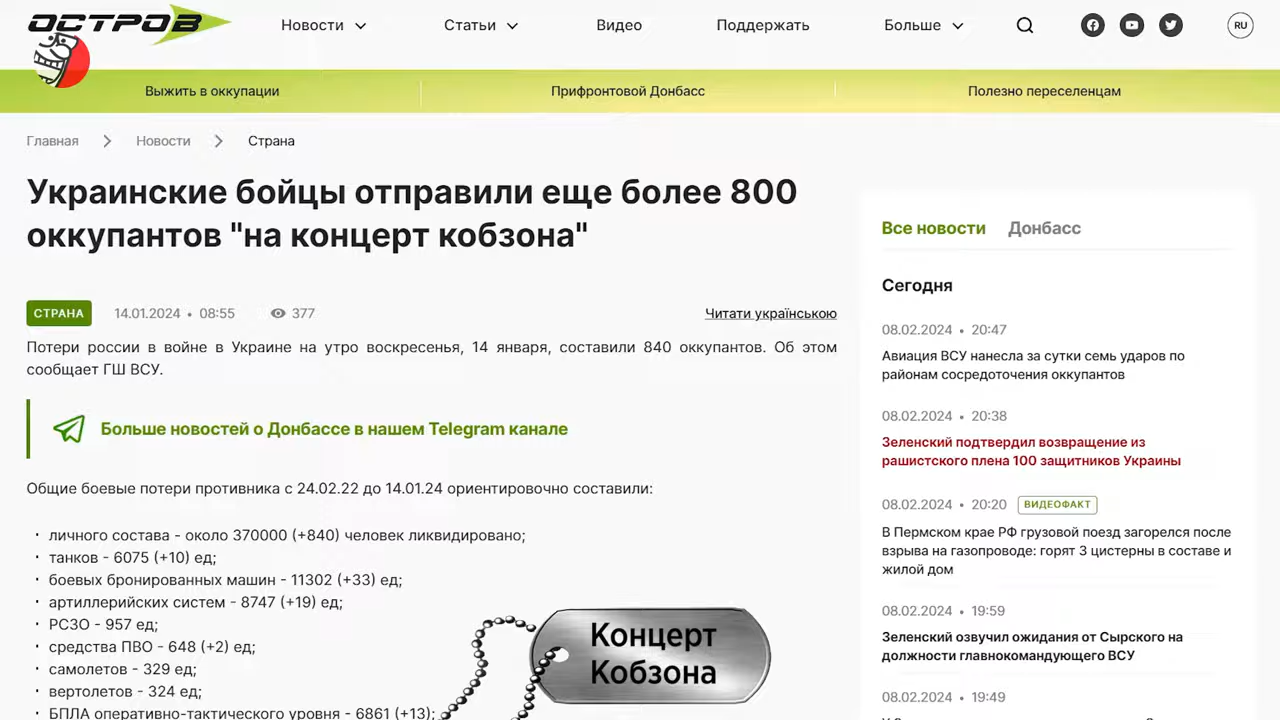 ОСТРОВ
Новости
Статьи
Видео
Поддержать
Больше
RU
Выжить в оккупации
Прифронтовой Донбасс
Полезно переселенцам
Главная
Новости
Страна
Украинские бойцы отправили еще более 800
оккупантов "на концерт кобзона"
СТРАНА
14.01.2024 • 08:55
377
Читати українською
Потери россии в войне в Украине на утро воскресенья, 14 января, составили 840 оккупантов. Об этом
сообщает ГШ ВСУ.
Больше новостей о Донбассе в нашем Telegram канале
Общие боевые потери противника с 24.02.22 до 14.01.24 ориентировочно составили:
· личного состава - около 370000 (+840) человек ликвидировано;
· танков - 6075 (+10) ед;
· боевых бронированных машин - 11302 (+33) ед;
· артиллерийских систем - 8747 (+19) ед;
· РСЗО - 957 ед;
· средства ПВО - 648 (+2) ед;
· самолетов - 329 ед;
· вертолетов - 324 ед;
· БПЛА оперативно-тактического уровня - 6861 (+13);
Концерт
Кобзона
Все новости
Донбасс
Сегодня
08.02.2024 • 20:47
Авиация ВСУ нанесла за сутки семь ударов по
районам сосредоточения оккупантов
08.02.2024 • 20:38
Зеленский подтвердил возвращение из
рашистского плена 100 защитников Украины
08.02.2024 • 20:20 ВИДЕОФАКТ
В Пермском крае РФ грузовой поезд загорелся после
взрыва на газопроводе: горят 3 цистерны в составе и
жилой дом
08.02.2024 • 19:59
Зеленский озвучил ожидания от Сырского на
должности главнокомандующего ВСУ
08.02.2024 • 19:49